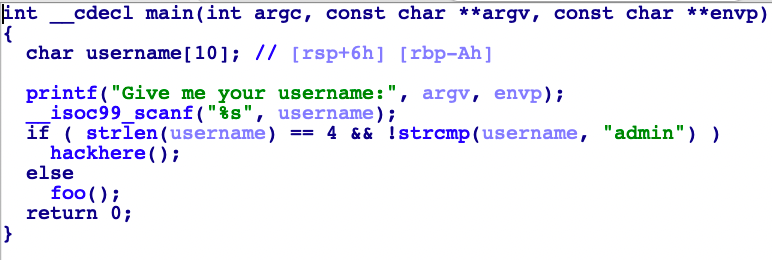 int __cdecl main(int argc, const char **argv, const char **envp)
{
  char username[10]; // [rsp+6h] [rbp-Ah]

  printf("Give me your username:", argv, envp);
  __isoc99_scanf("%s", username);
  if ( strlen(username) == 4 && !strcmp(username, "admin") )
    hackhere();
  else
    foo();
  return 0;
}